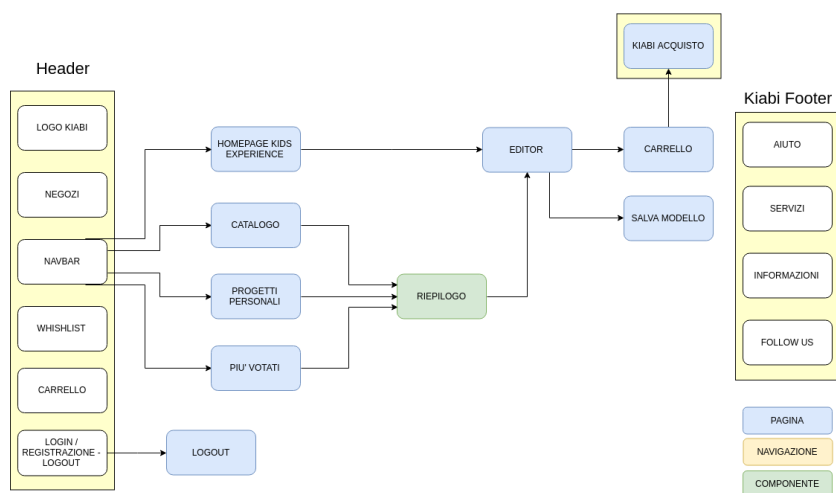 KIABI ACQUISTO
Header
Kiabi Footer
LOGO KIABI
HOMEPAGE KIDS
EXPERIENCE
EDITOR
CARRELLO
AIUTO
NEGOZI
CATALOGO
SALVA MODELLO
SERVIZI
NAVBAR
PROGETTI
PERSONALI
RIEPILOGO
INFORMAZIONI
WHISHLIST
PIU' VOTATI
FOLLOW US
CARRELLO
LOGIN /
REGISTRAZIONE -
LOGOUT
LOGOUT
PAGINA
NAVIGAZIONE
COMPONENTE